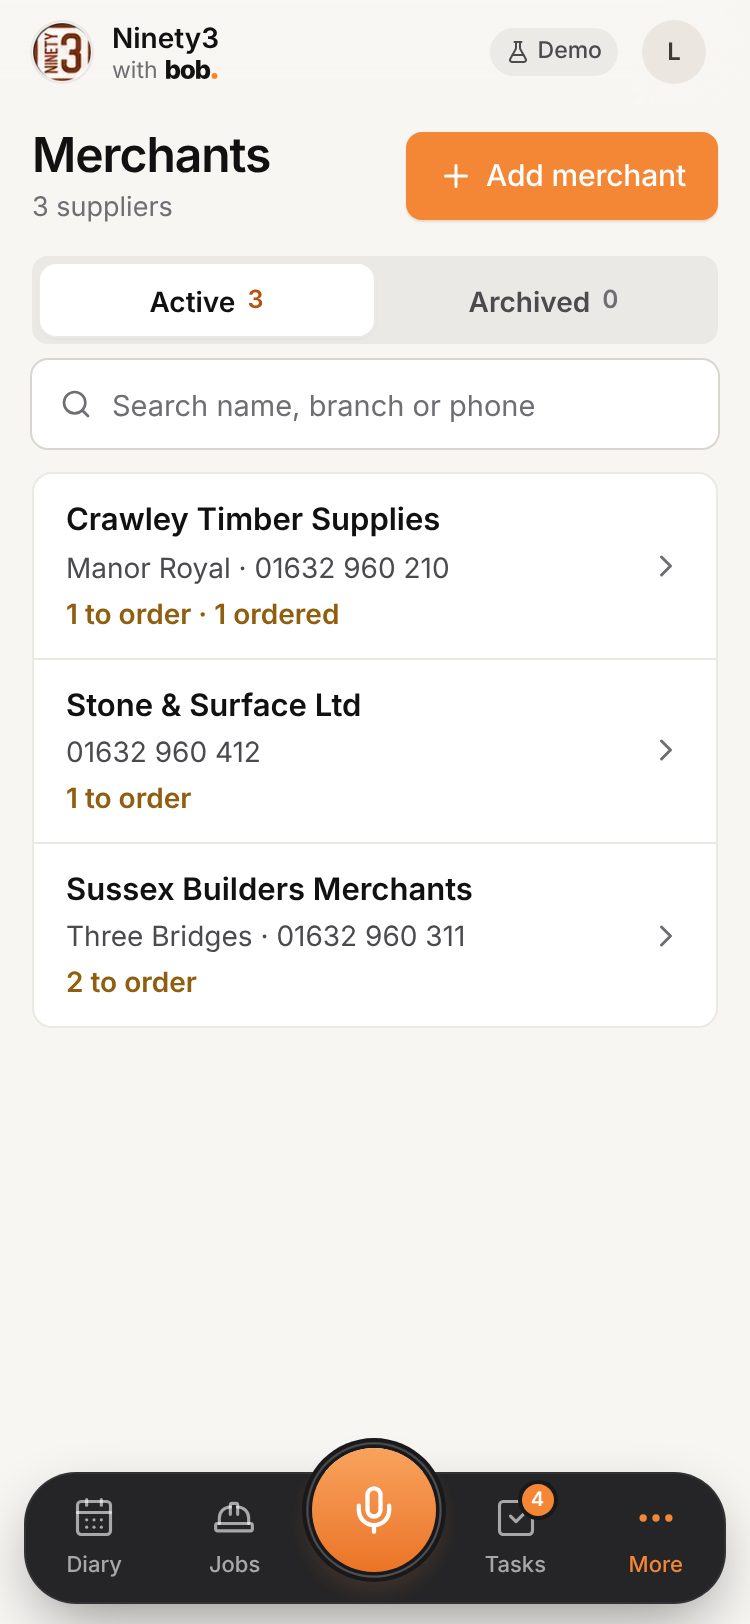 NINETY 3
Ninety3
with bob.
Demo
L
Merchants
3 suppliers
+ Add merchant
Active 3
Archived 0
Search name, branch or phone
Crawley Timber Supplies
Manor Royal · 01632 960 210
1 to order · 1 ordered
Stone & Surface Ltd
01632 960 412
1 to order
Sussex Builders Merchants
Three Bridges · 01632 960 311
2 to order
Diary
Jobs
4
Tasks
More